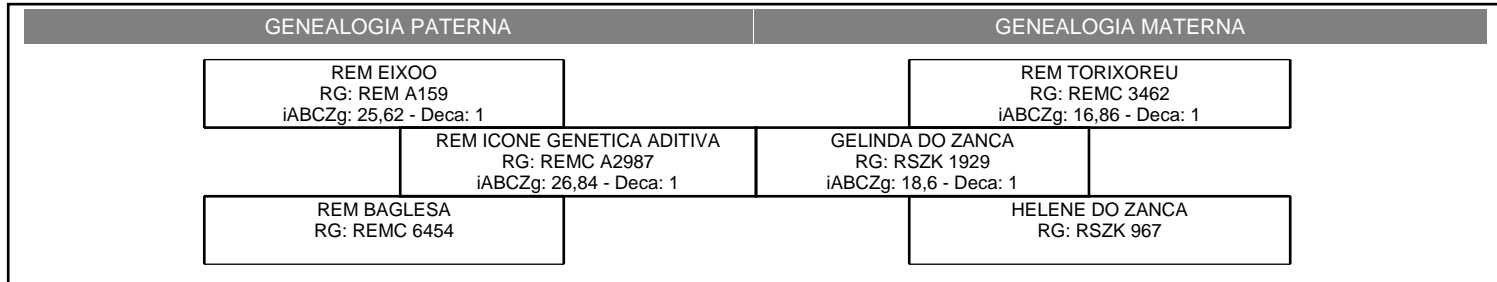 GENEALOGIA PATERNA
GENEALOGIA MATERNA
REM EIXOO
RG: REM A159
iABCZg: 25,62 - Deca: 1
REM TORIXOREU
RG: REMC 3462
iABCZg: 16,86 - Deca: 1
REM ICONE GENETICA ADITIVA
RG: REMC A2987
iABCZg: 26,84 - Deca: 1
GELINDA DO ZANCA
RG: RSZK 1929
iABCZg: 18,6 - Deca: 1
REM BAGLESA
RG: REMC 6454
HELENE DO ZANCA
RG: RSZK 967